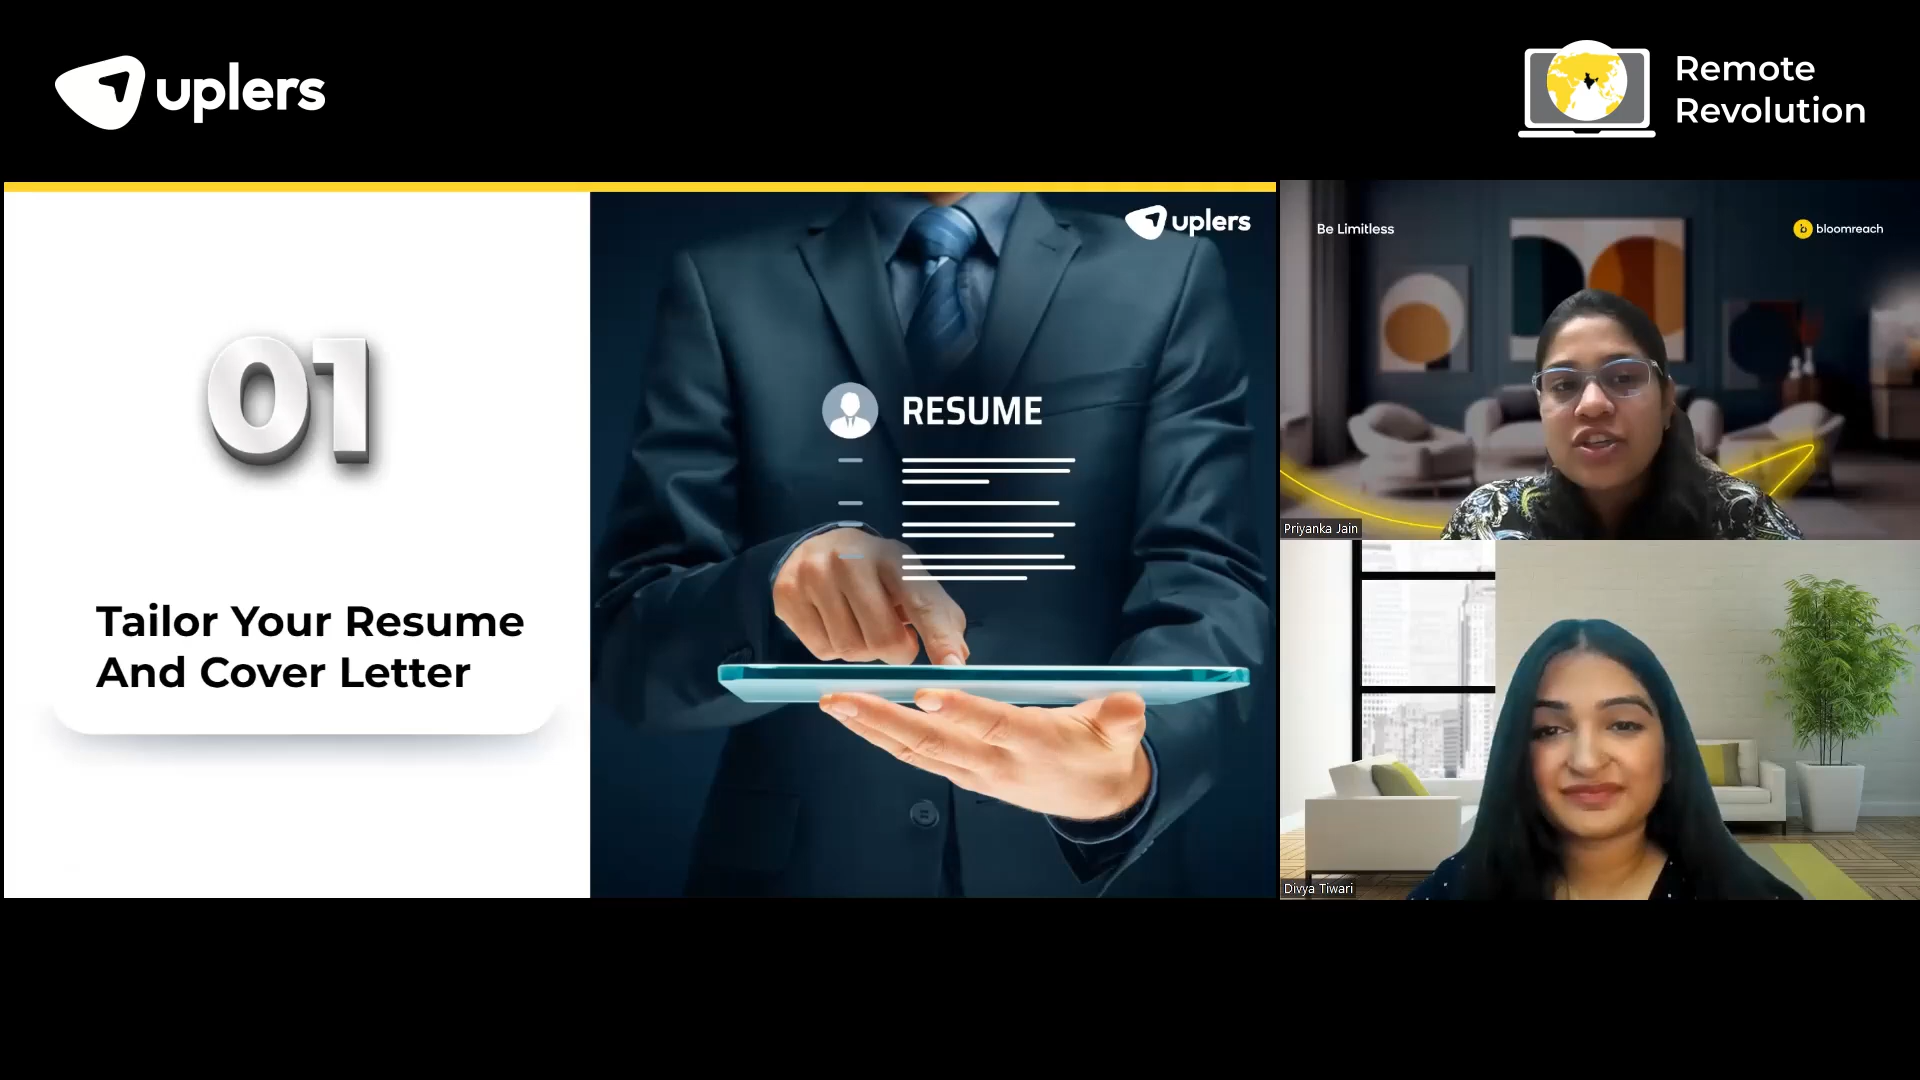 uplers
Remote
Revolution
uplers
01
RESUME
Tailor Your Resume
And Cover Letter
Be Limitless
bloomreach
Priyanka Jain
Divya Tiwari